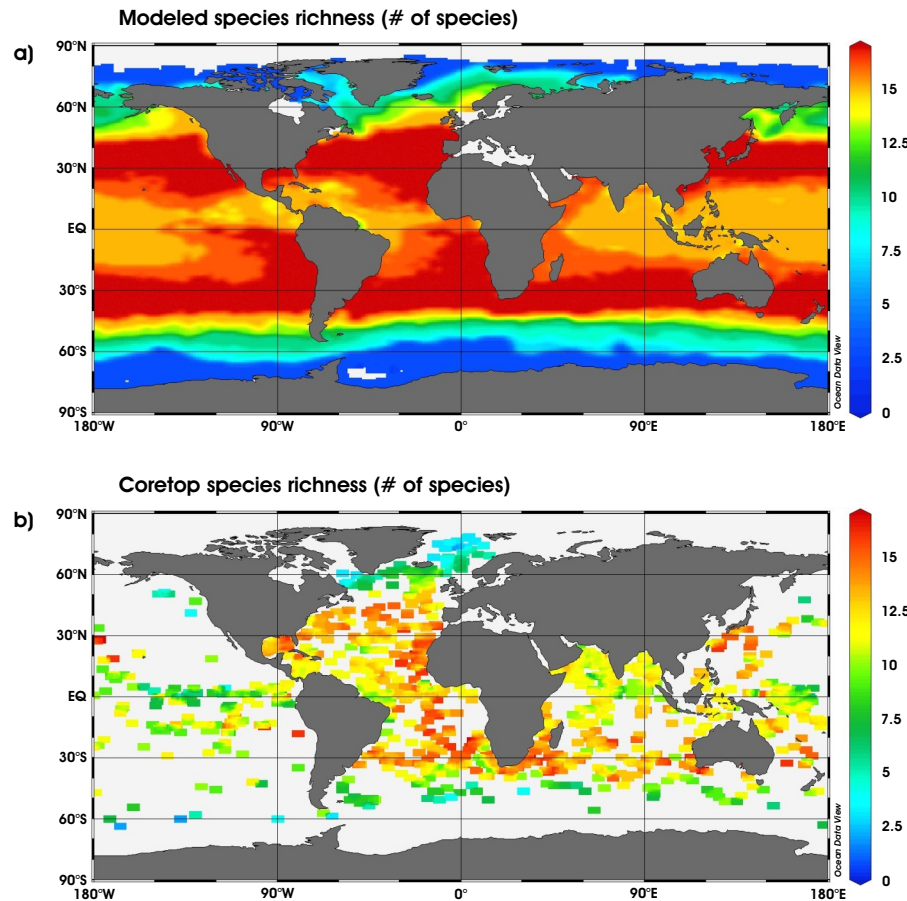 Modeled species richness (# of species)
a)
90°N
60°N
30°N
EQ
30°S
60°S
90°S
180°W
90°W
0°
90°E
180°E
15
12.5
10
7.5
5
2.5
0
Ocean Data View
Coretop species richness (# of species)
b)
90°N
60°N
30°N
EQ
30°S
60°S
90°S
180°W
90°W
0°
90°E
180°E
15
12.5
10
7.5
5
2.5
0
Ocean Data View